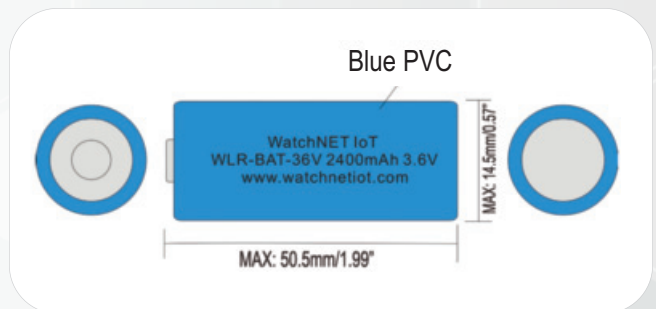 Blue PVC
WatchNET IoT
WLR-BAT-36V 2400mAh 3.6V
www.watchnetiot.com
MAX: 14.5mm/0.57"
MAX: 50.5mm/1.99"